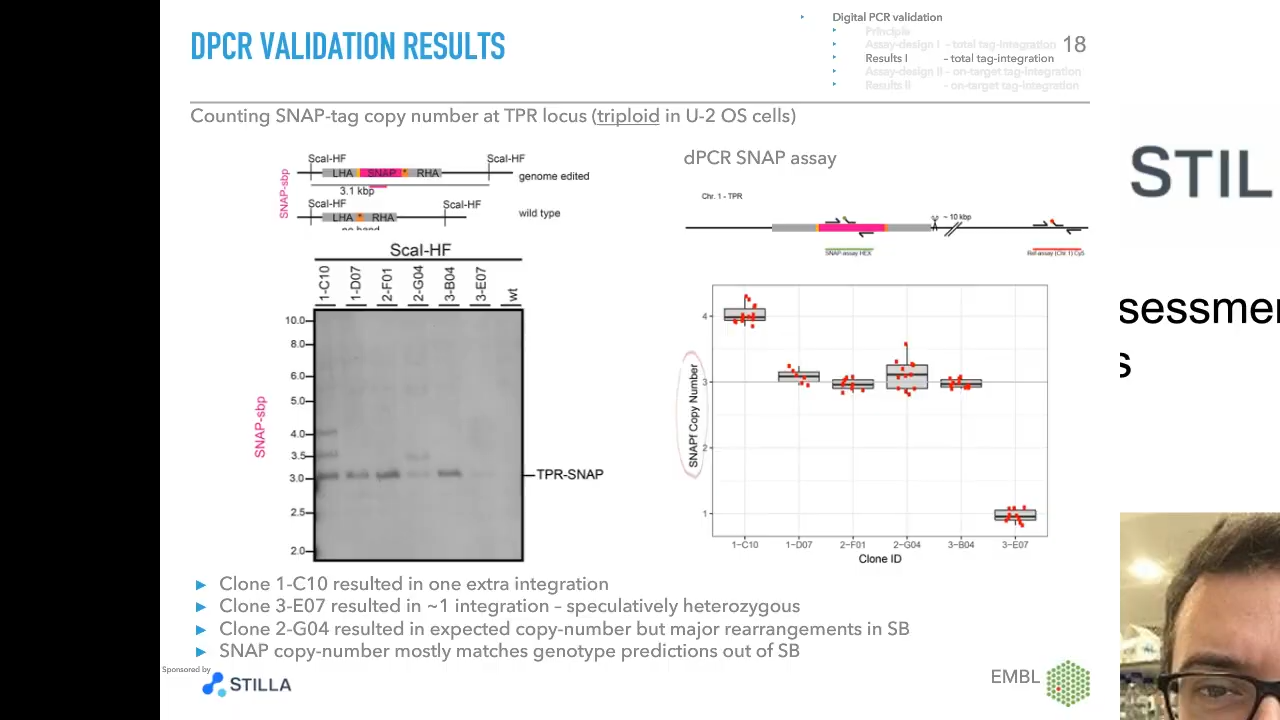 DPCR VALIDATION RESULTS
Digital PCR validation
Principle
Assay-design I – total tag-integration
Results I – total tag-integration
Assay-design II – on-target tag-integration
Results II – on-target tag-integration
18
Counting SNAP-tag copy number at TPR locus (triploid in U-2 OS cells)
SNAP-sbp
ScaI-HF ScaI-HF
LHA SNAP * RHA
genome edited
3.1 kbp
ScaI-HF ScaI-HF
LHA * RHA
wild type
no band
ScaI-HF
1-C10 1-D07 2-F01 2-G04 3-B04 3-E07 wt
10.0
8.0
6.0
5.0
4.0
3.5
3.0
2.5
2.0
SNAP-sbp
TPR-SNAP
dPCR SNAP assay
Chr. 1 - TPR
~ 10 kbp
SNAP-assay HEX
Ref-assay (Chr. 1) Cy5
SNAPf Copy Number
4
3
2
1
1−C10 1−D07 2−F01 2−G04 3−B04 3−E07
Clone ID
Clone 1-C10 resulted in one extra integration
Clone 3-E07 resulted in ~1 integration – speculatively heterozygous
Clone 2-G04 resulted in expected copy-number but major rearrangements in SB
SNAP copy-number mostly matches genotype predictions out of SB
Sponsored by
STILLA
EMBL
STIL
sessmen
s